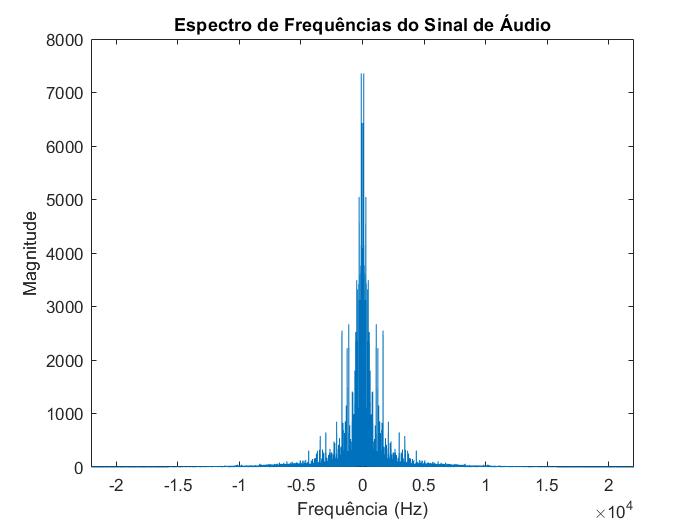 Espectro de Frequências do Sinal de Áudio
8000
7000
6000
5000
4000
3000
2000
1000
0
Magnitude
-2 -1.5 -1 -0.5 0 0.5 1 1.5 2
Frequência (Hz)
×10⁴